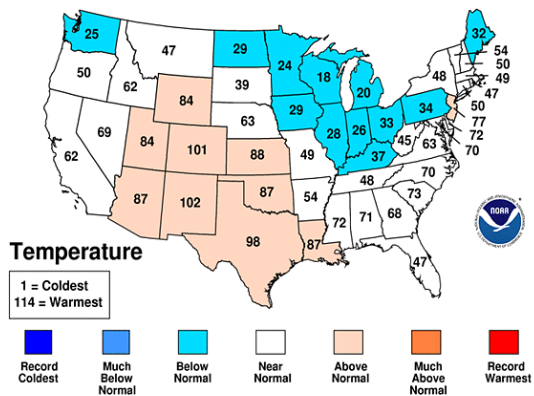 25
47
29
24
32
54
50
49
47
50
77
72
70
50
62
84
39
18
20
48
34
62
69
84
101
63
29
28
26
33
45
63
88
49
37
70
87
102
87
54
48
73
98
87
72
71
68
47
NOAA
Temperature
1 = Coldest
114 = Warmest
Record
Coldest
Much
Below
Normal
Below
Normal
Near
Normal
Above
Normal
Much
Above
Normal
Record
Warmest